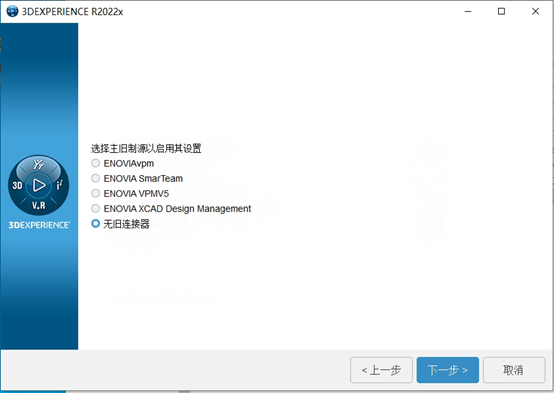 3DEXPERIENCE R2022x
选择主旧制源以启用其设置
ENOVIAvpm
ENOVIA SmarTeam
ENOVIA VPMV5
ENOVIA XCAD Design Management
无旧连接器
3D
V.R
3DEXPERIENCE
< 上一步
下一步 >
取消